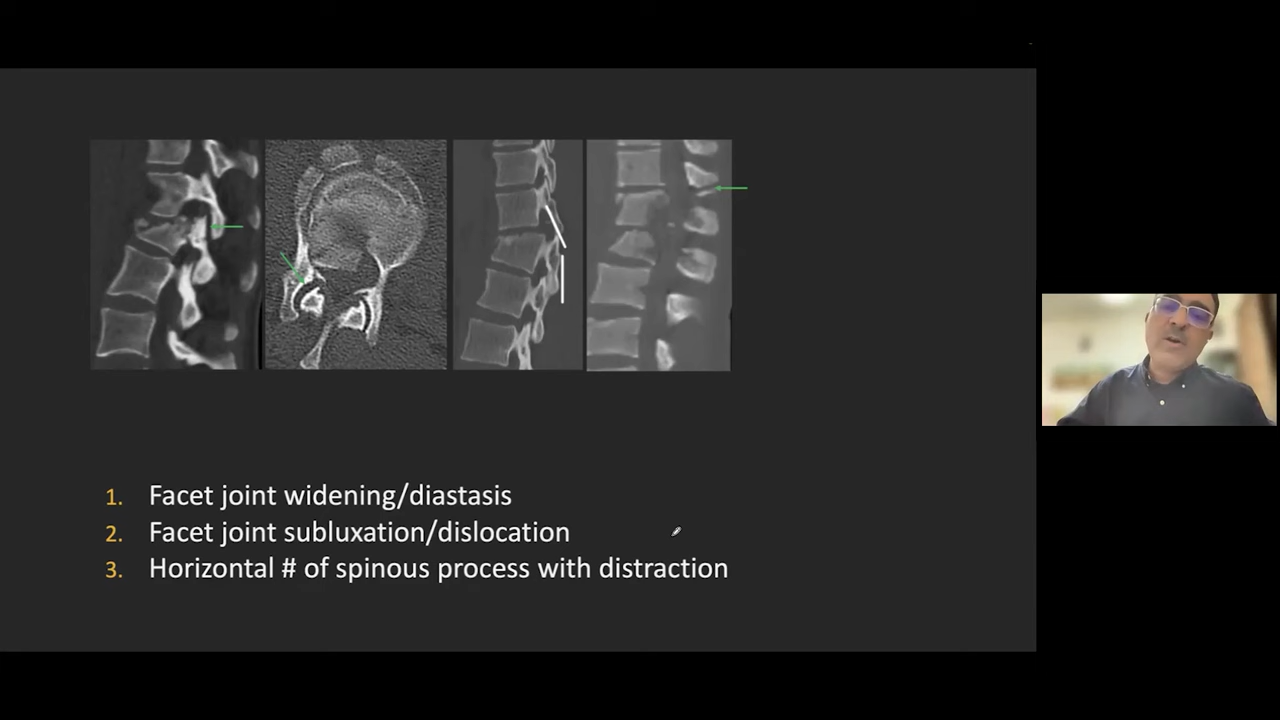 1. Facet joint widening/diastasis
2. Facet joint subluxation/dislocation
3. Horizontal # of spinous process with distraction